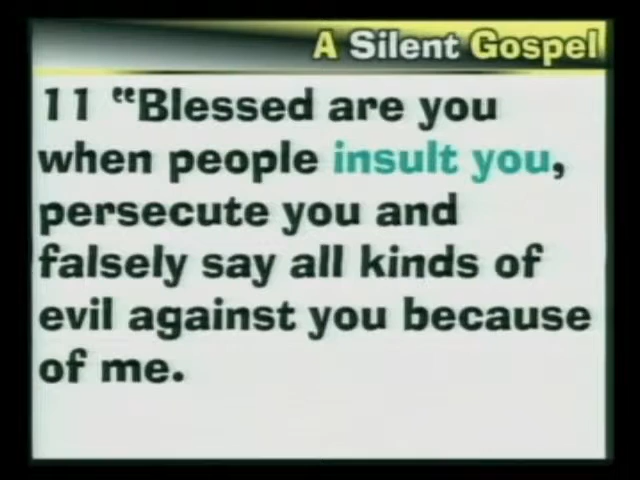 A Silent Gospel
11 “Blessed are you
when people insult you,
persecute you and
falsely say all kinds of
evil against you because
of me.